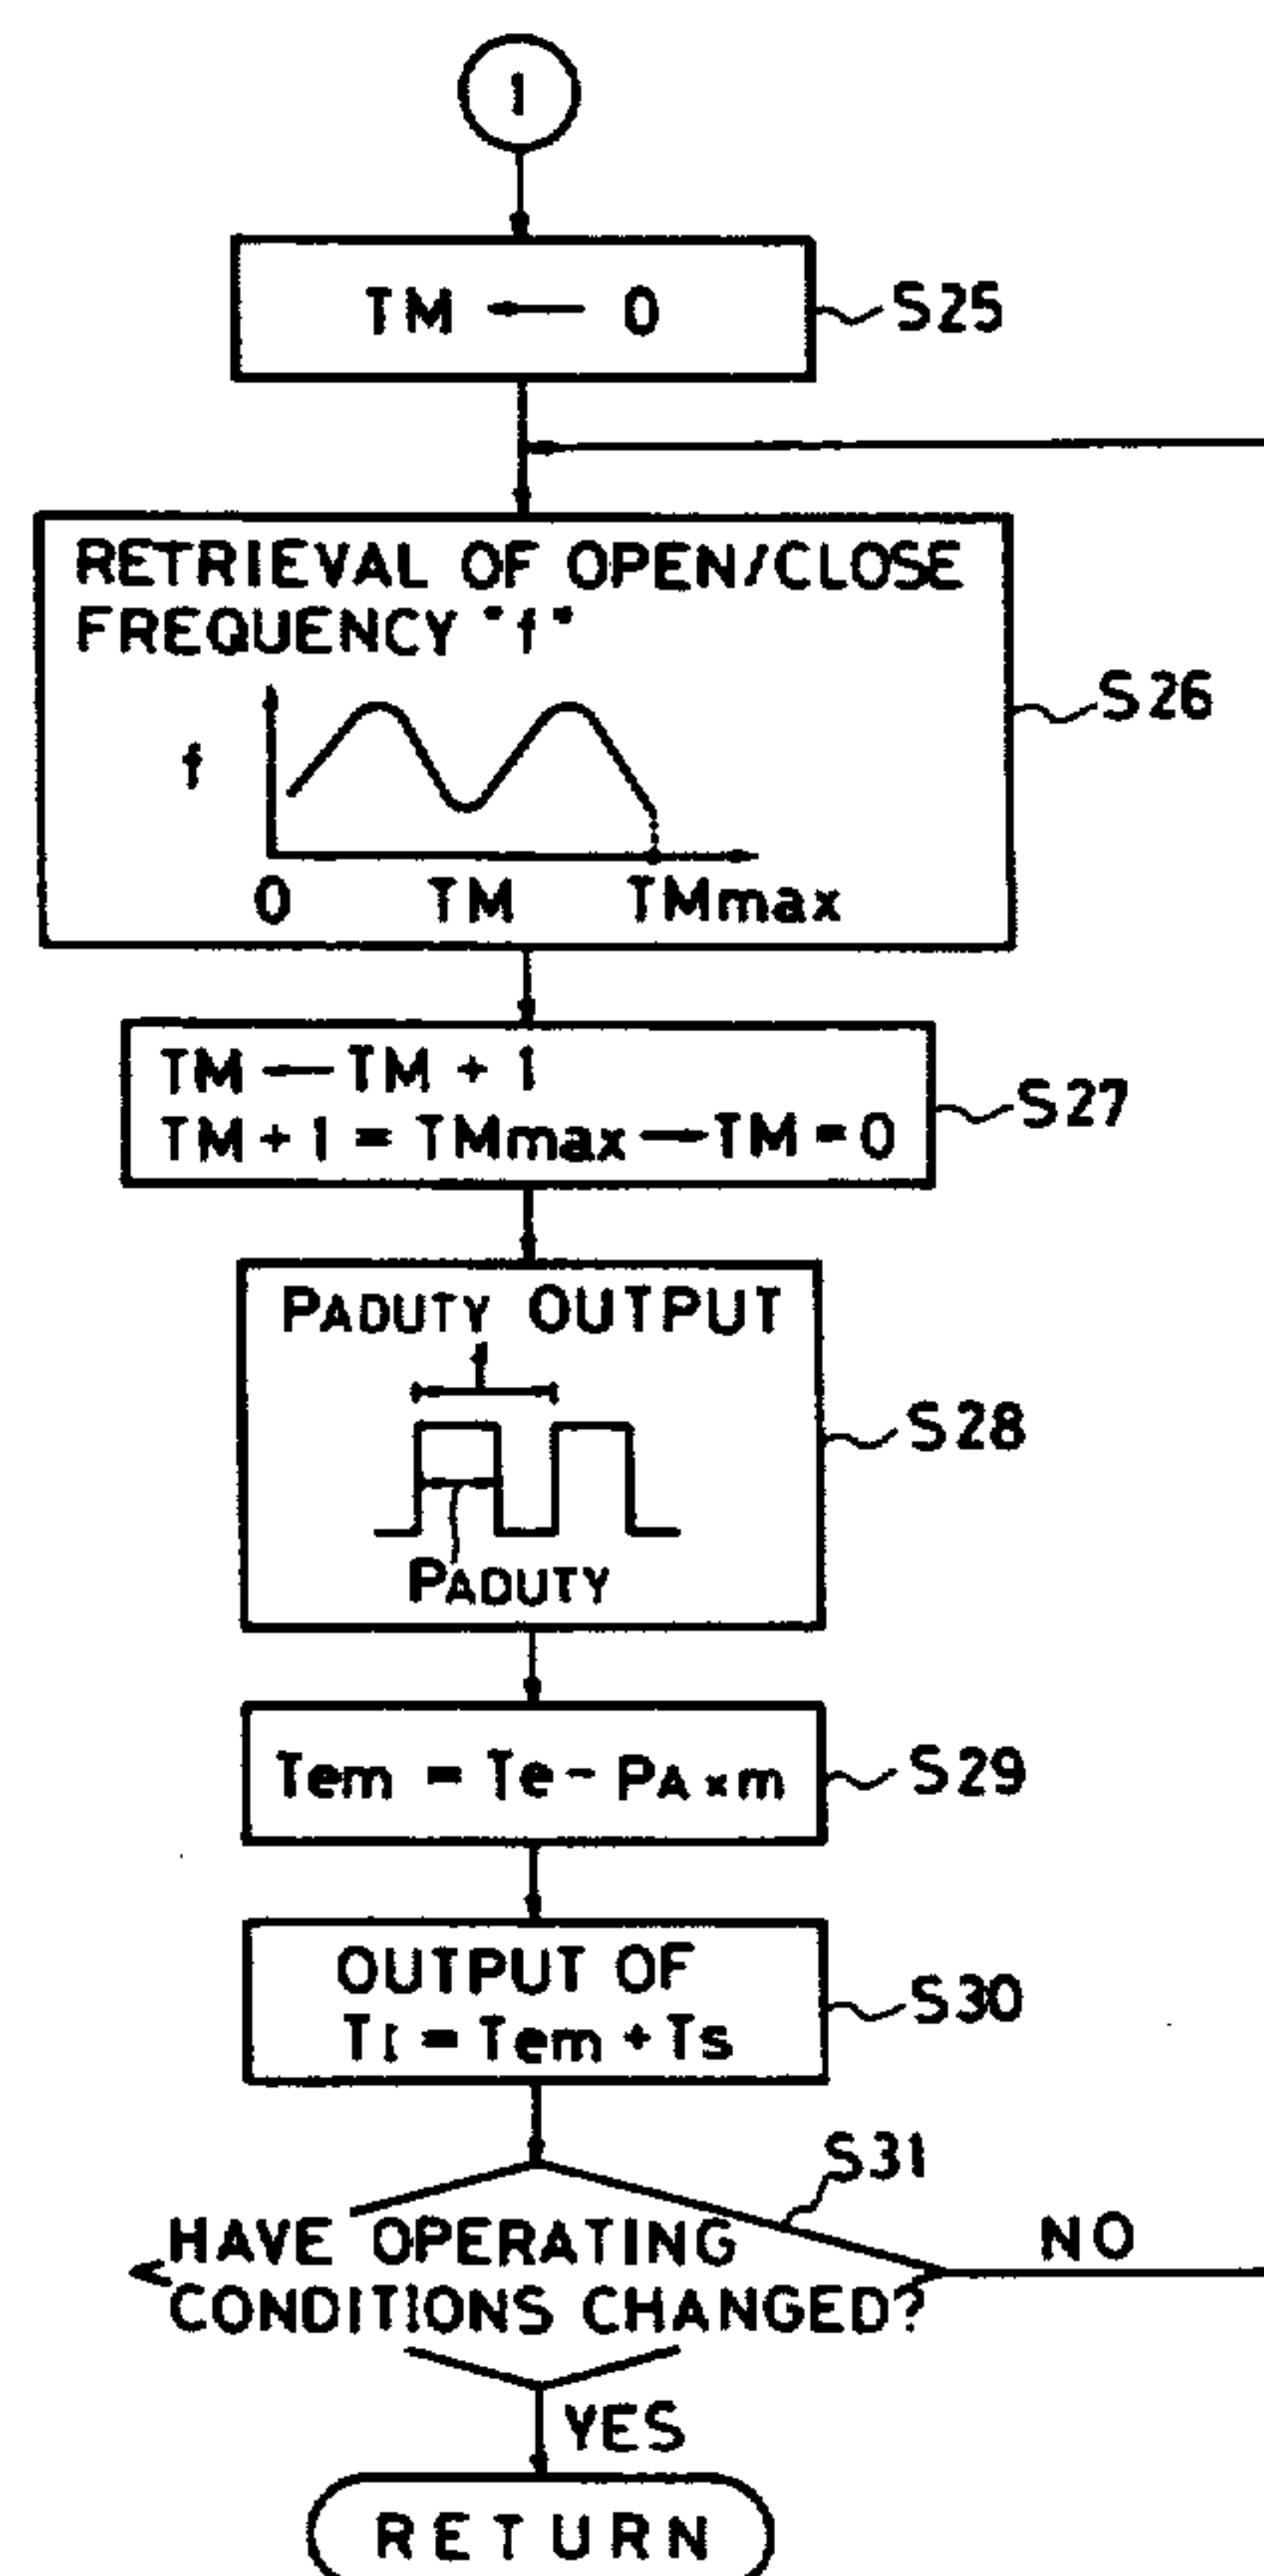 1
TM ← 0
S25
RETRIEVAL OF OPEN/CLOSE
FREQUENCY "f"
S26
f
0 TM TMmax
TM ← TM + 1
TM + 1 = TMmax → TM = 0
S27
PADUTY OUTPUT
S28
PADUTY
Tem = Te - PA × m
S29
OUTPUT OF
TI = Tem + Ts
S30
S31
HAVE OPERATING
CONDITIONS CHANGED?
NO
YES
RETURN